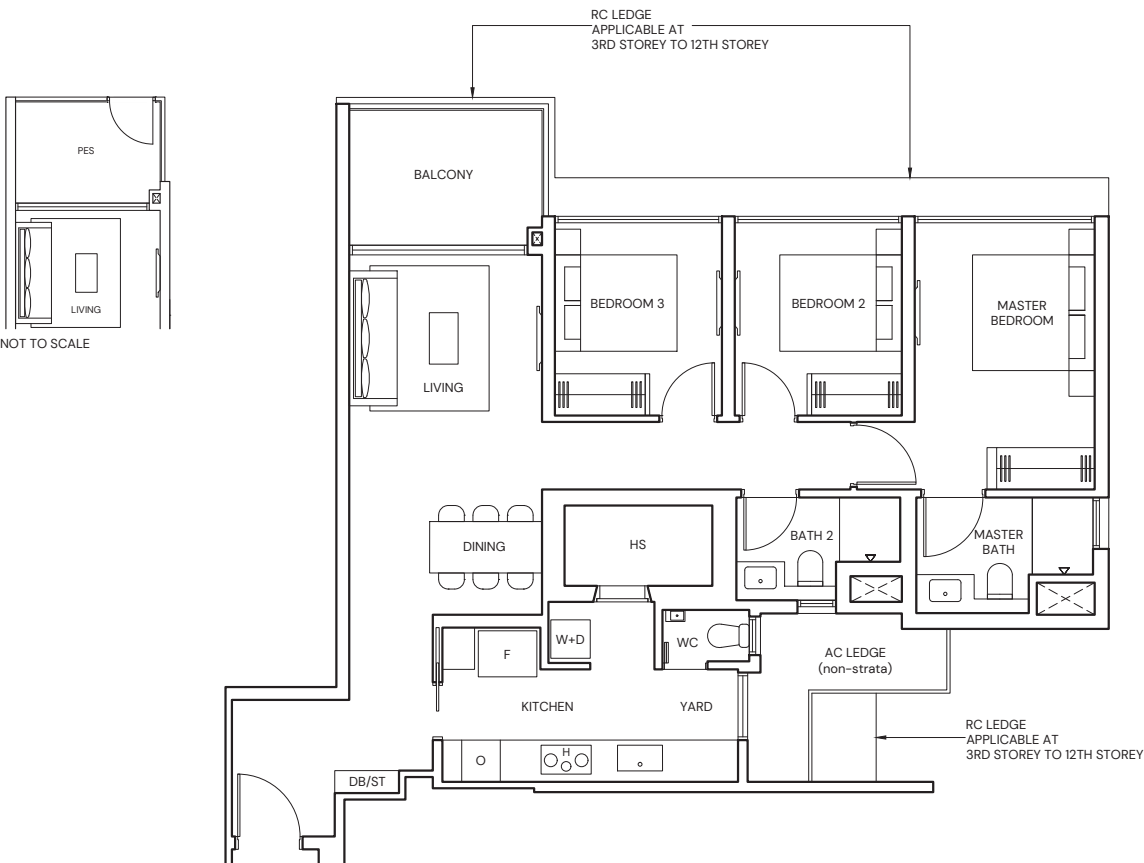 RC LEDGE
APPLICABLE AT
3RD STOREY TO 12TH STOREY
PES
LIVING
NOT TO SCALE
BALCONY
BEDROOM 3
BEDROOM 2
MASTER
BEDROOM
LIVING
DINING
HS
BATH 2
MASTER
BATH
W+D
WC
F
AC LEDGE
(non-strata)
KITCHEN
YARD
RC LEDGE
APPLICABLE AT
3RD STOREY TO 12TH STOREY
O
H
DB/ST